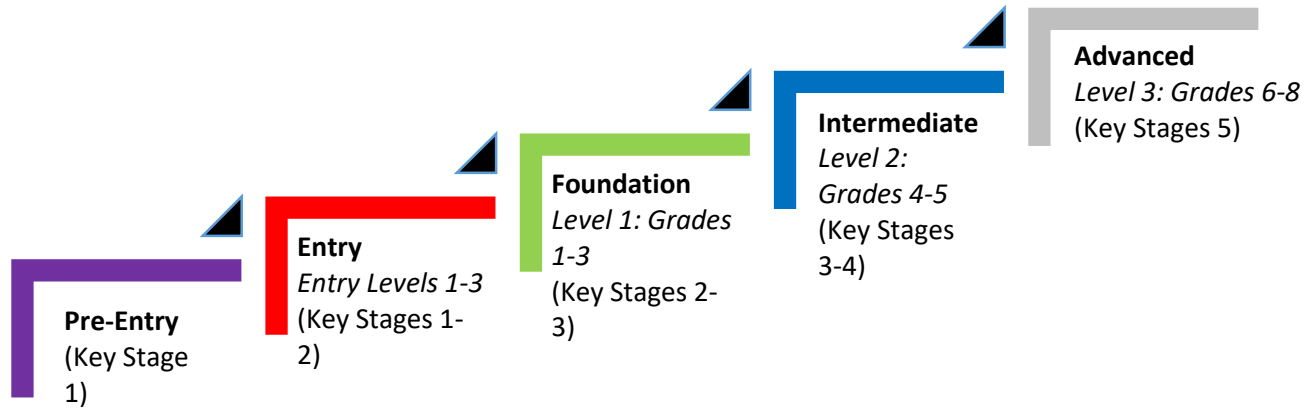 Pre-Entry
(Key Stage
1)
Entry
Entry Levels 1-3
(Key Stages 1-
2)
Foundation
Level 1: Grades
1-3
(Key Stages 2-
3)
Intermediate
Level 2:
Grades 4-5
(Key Stages
3-4)
Advanced
Level 3: Grades 6-8
(Key Stages 5)